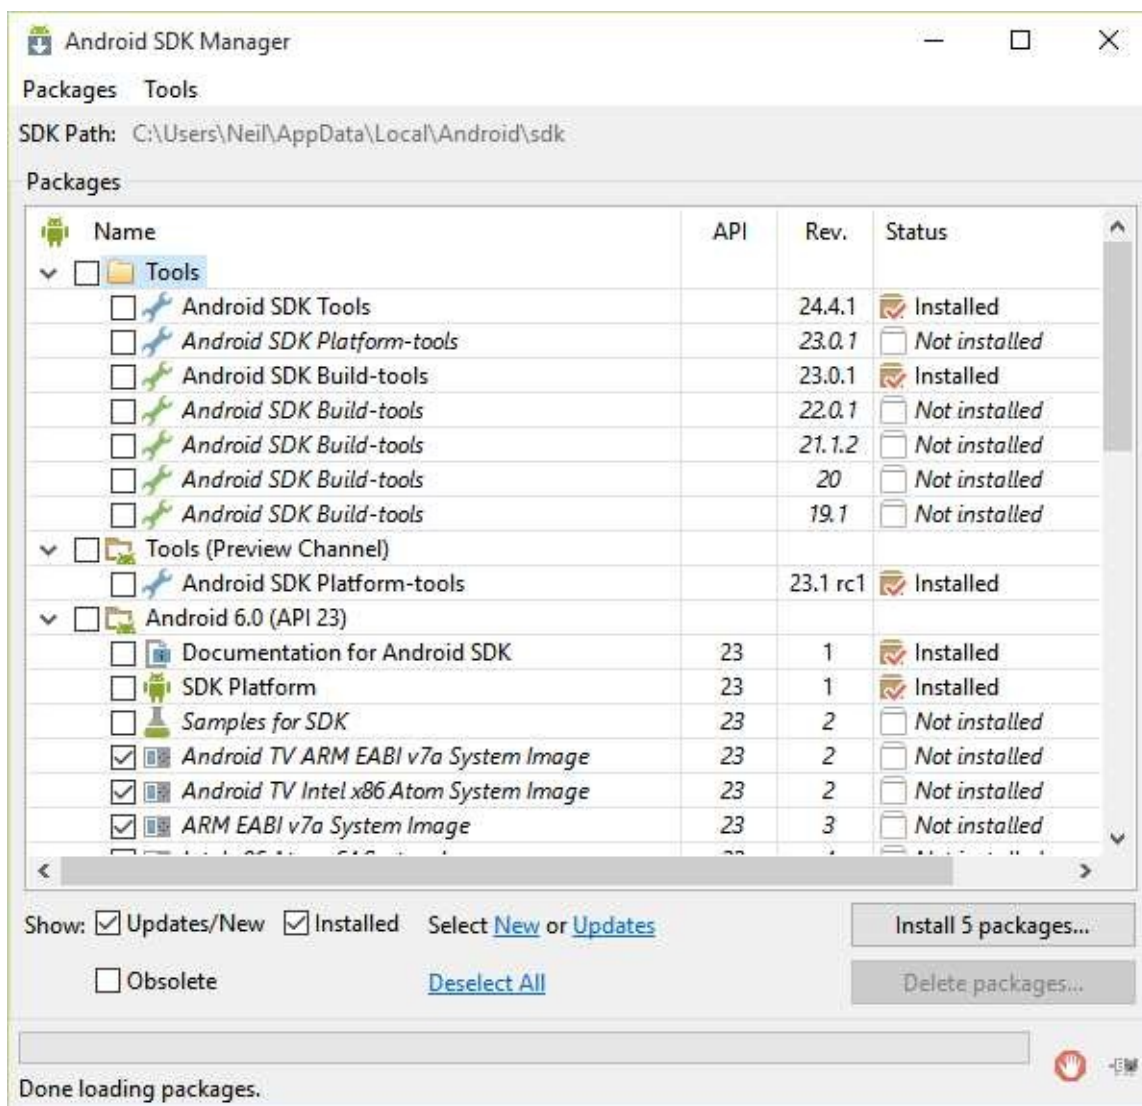 Android SDK Manager
Packages Tools
SDK Path: C:\Users\Neil\AppData\Local\Android\sdk
Packages
Name API Rev. Status
Tools
Android SDK Tools 24.4.1 Installed
Android SDK Platform-tools 23.0.1 Not installed
Android SDK Build-tools 23.0.1 Installed
Android SDK Build-tools 22.0.1 Not installed
Android SDK Build-tools 21.1.2 Not installed
Android SDK Build-tools 20 Not installed
Android SDK Build-tools 19.1 Not installed
Tools (Preview Channel)
Android SDK Platform-tools 23.1 rc1 Installed
Android 6.0 (API 23)
Documentation for Android SDK 23 1 Installed
SDK Platform 23 1 Installed
Samples for SDK 23 2 Not installed
Android TV ARM EABI v7a System Image 23 2 Not installed
Android TV Intel x86 Atom System Image 23 2 Not installed
ARM EABI v7a System Image 23 3 Not installed
Show: Updates/New Installed Select New or Updates Install 5 packages...
Obsolete Deselect All Delete packages...
Done loading packages.